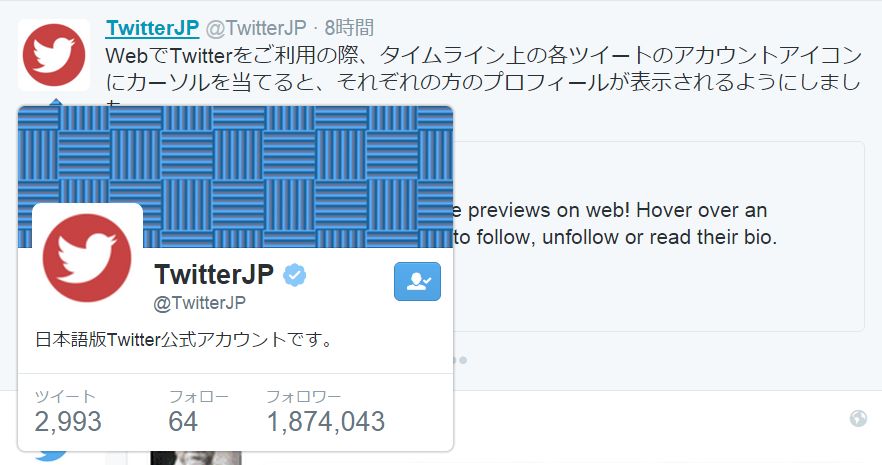 TwitterJP @TwitterJP · 8時間
WebでTwitterをご利用の際、タイムライン上の各ツイートのアカウントアイコン
にカーソルを当てると、それぞれの方のプロフィールが表示されるようにしまし
previews on web! Hover over an
to follow, unfollow or read their bio.
TwitterJP
@TwitterJP
日本語版Twitter公式アカウントです。
ツイート フォロー フォロワー
2,993 64 1,874,043